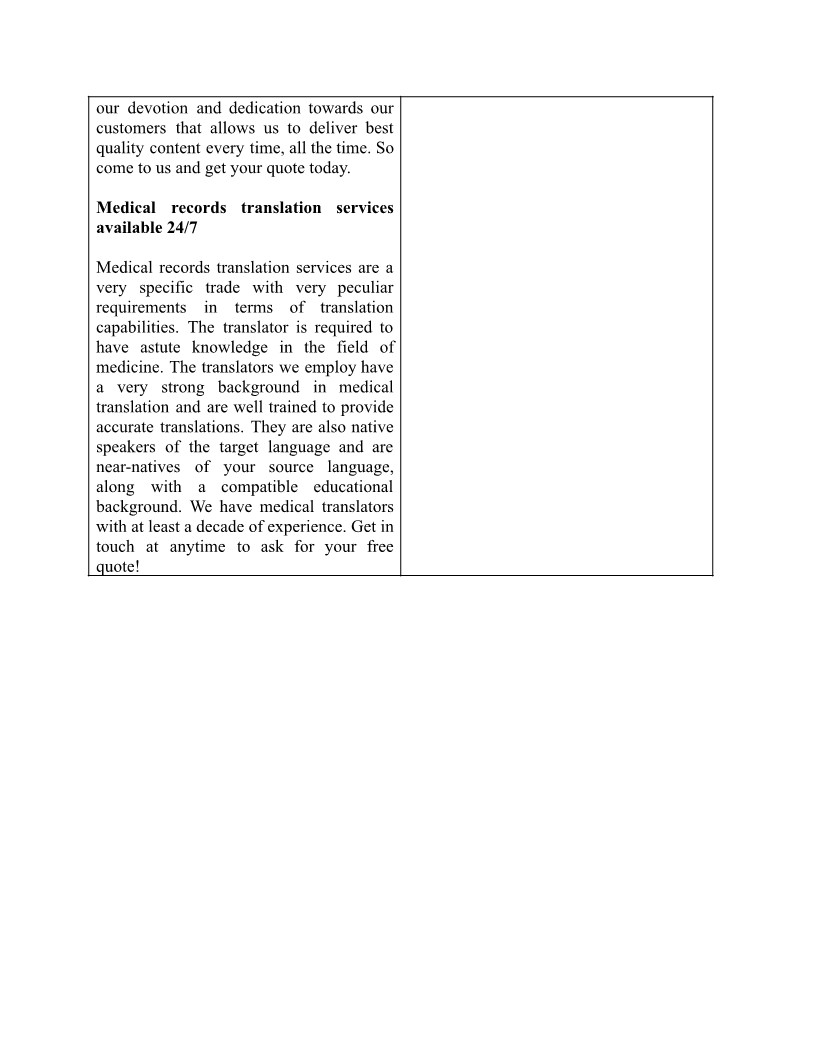 our devotion and dedication towards our
customers that allows us to deliver best
quality content every time, all the time. So
come to us and get your quote today.
Medical records translation services
available 24/7
Medical records translation services are a
very specific trade with very peculiar
requirements in terms of translation
capabilities. The translator is required to
have astute knowledge in the field of
medicine. The translators we employ have
a very strong background in medical
translation and are well trained to provide
accurate translations. They are also native
speakers of the target language and are
near-natives of your source language,
along with a compatible educational
background. We have medical translators
with at least a decade of experience. Get in
touch at anytime to ask for your free
quote!